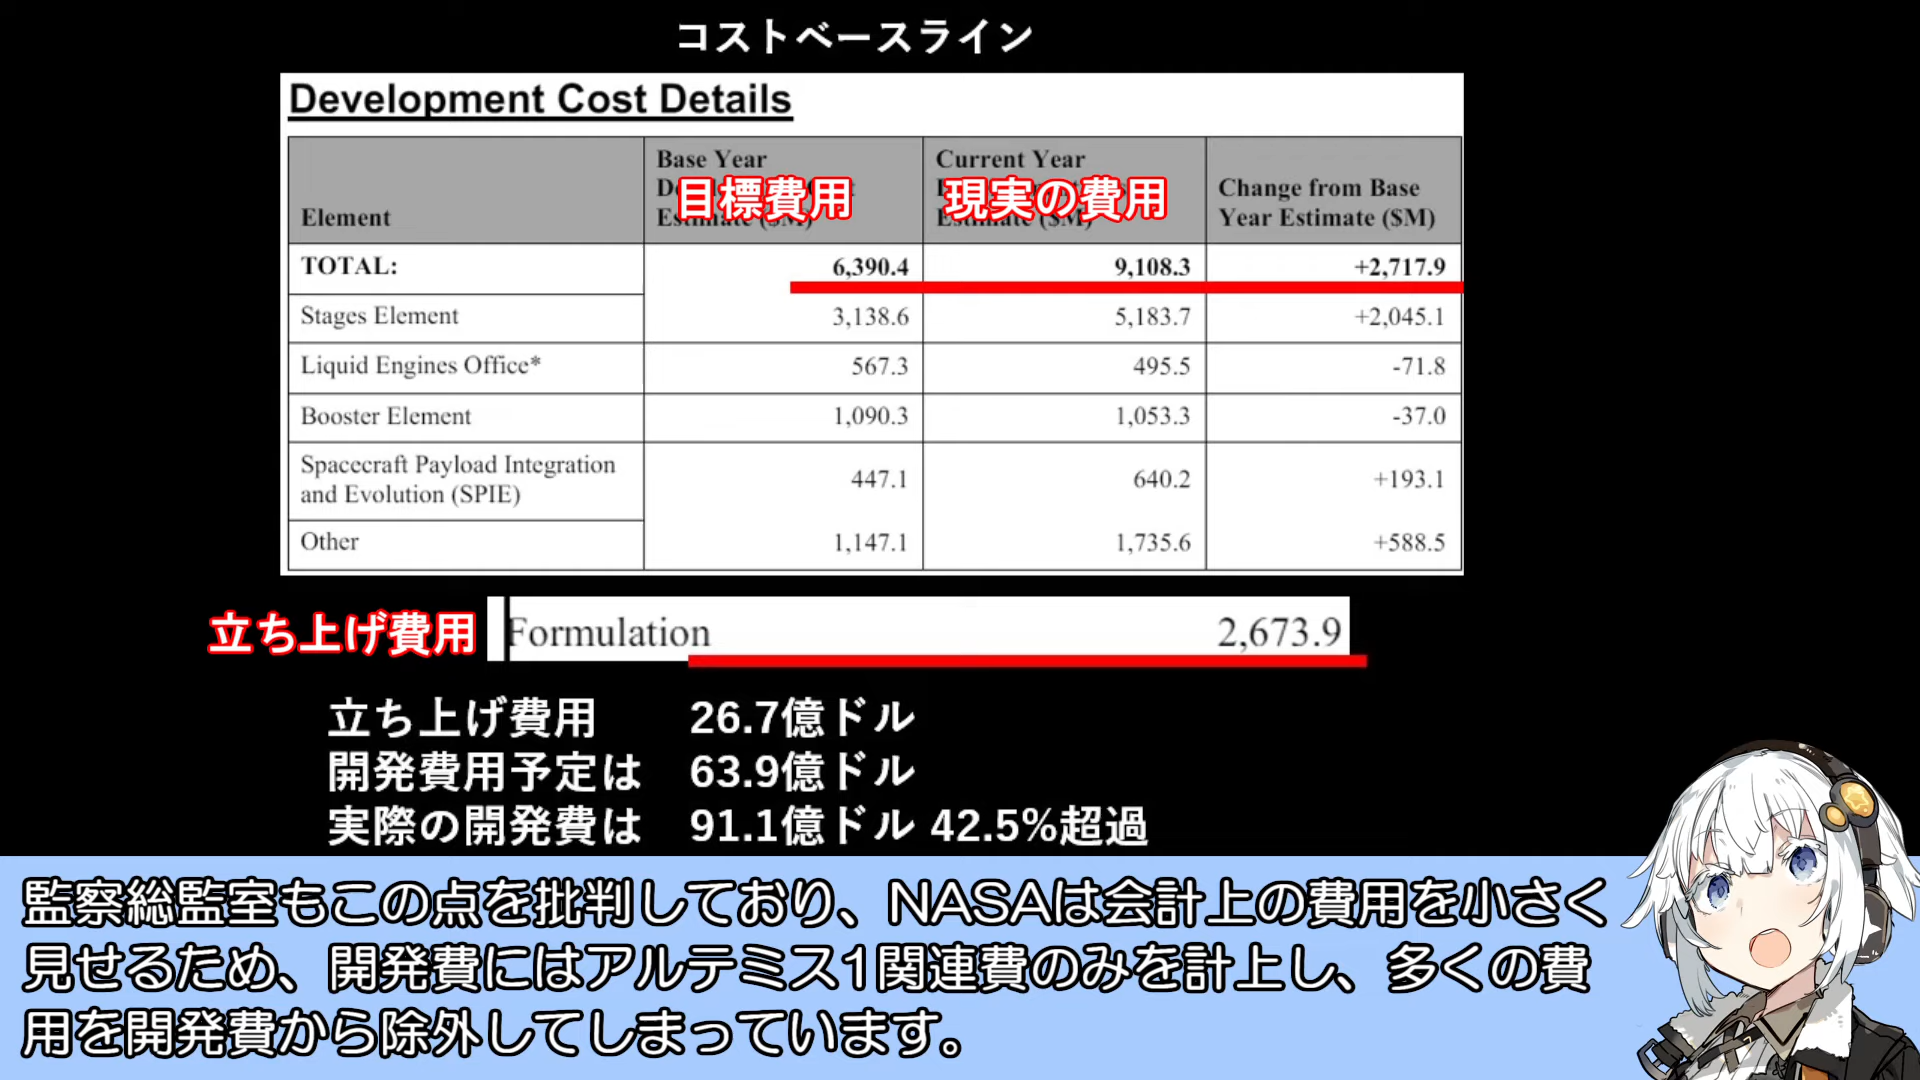 コストベースライン
Development Cost Details
Element
Base Year
目標費用
Estimate ($M)
Current Year
現実の費用
Estimate ($M)
Change from Base
Year Estimate ($M)
TOTAL: 6,390.4 9,108.3 +2,717.9
Stages Element 3,138.6 5,183.7 +2,045.1
Liquid Engines Office* 567.3 495.5 -71.8
Booster Element 1,090.3 1,053.3 -37.0
Spacecraft Payload Integration
and Evolution (SPIE) 447.1 640.2 +193.1
Other 1,147.1 1,735.6 +588.5
立ち上げ費用 Formulation 2,673.9
立ち上げ費用 26.7億ドル
開発費用予定は 63.9億ドル
実際の開発費は 91.1億ドル 42.5%超過
監察総監室もこの点を批判しており、NASAは会計上の費用を小さく
見せるため、開発費にはアルテミス1関連費のみを計上し、多くの費
用を開発費から除外してしまっています。